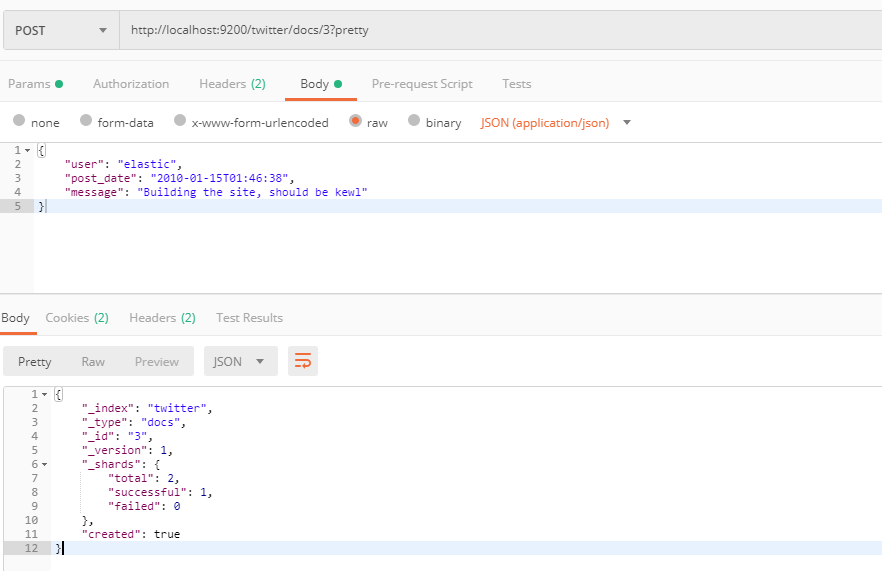 POST http://localhost:9200/twitter/docs/3?pretty
Params Authorization Headers (2) Body Pre-request Script Tests
none form-data x-www-form-urlencoded raw binary JSON (application/json)
1 {
2 "user": "elastic",
3 "post_date": "2010-01-15T01:46:38",
4 "message": "Building the site, should be kewl"
5 }
Body Cookies (2) Headers (2) Test Results
Pretty Raw Preview JSON
1 {
2 "_index": "twitter",
3 "_type": "docs",
4 "_id": "3",
5 "_version": 1,
6 "_shards": {
7 "total": 2,
8 "successful": 1,
9 "failed": 0
10 },
11 "created": true
12 }